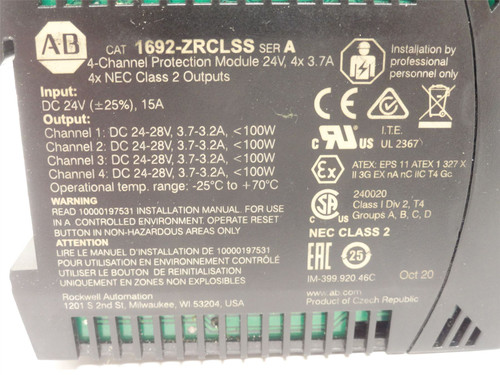 AB
CAT 1692-ZRCLSS SER A
4-Channel Protection Module 24V, 4x 3.7A
4x NEC Class 2 Outputs
Installation by
professional
personnel only
Input:
DC 24V (±25%), 15A
Output:
Channel 1: DC 24-28V, 3.7-3.2A, <100W
Channel 2: DC 24-28V, 3.7-3.2A, <100W
Channel 3: DC 24-28V, 3.7-3.2A, <100W
Channel 4: DC 24-28V, 3.7-3.2A, <100W
Operational temp. range: -25°C to +70°C
WARNING
READ 10000197531 INSTALLATION MANUAL. FOR USE
IN A CONTROLLED ENVIRONMENT. OPERATE RESET
BUTTON IN NONHAZARDOUS AREAS ONLY
ATTENTION
LIRE LE MANUEL D'INSTALLATION DE 10000197531
POUR UTILISATION EN ENVIRONNEMENT CONTRÔLÉ
UTILISER LE BOUTON DE REINITIALISATION
UNIQUEMENT EN ZONES NON DANGEREUSES
Rockwell Automation
1201 S 2nd St, Milwaukee, WI 53204, USA
CE
c UL US
I.T.E.
UL 2367
Ex
ATEX: EPS 11 ATEX 1 327 X
II 3G EX nA nC IIC T4 Gc
SA
C US
240020
Class I Div 2, T4
Groups A, B, C, D
NEC CLASS 2
EAC
25
IM-399.920.46C
Oct 20
www.ab.com
Product of Czech Republic